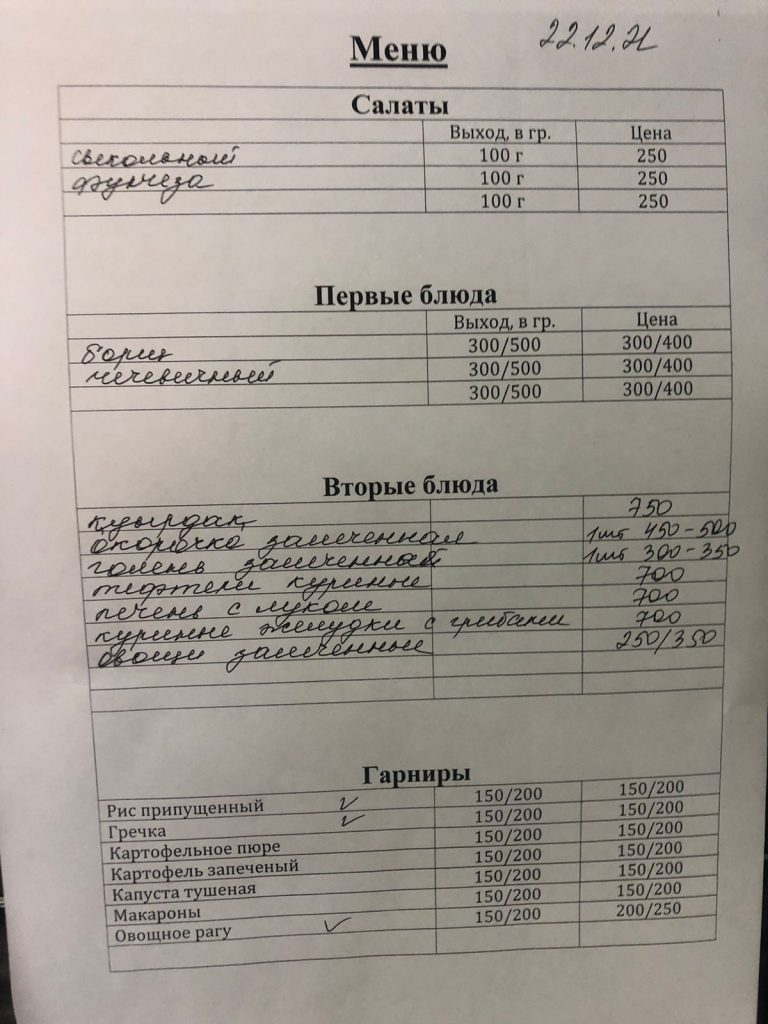 Меню 22.12.21
Салаты
Выход, в гр. Цена
свекольный 100 г 250
фунчеза 100 г 250
100 г 250
Первые блюда
Выход, в гр. Цена
борщ 300/500 300/400
чечевичный 300/500 300/400
300/500 300/400
Вторые блюда
куырдак 750
окорочка запеченная 1шт 450-500
голень запеченная 1шт 300-350
тефтели куриные 700
печень с луком 700
куринные желудки с грибами 700
овощи запеченные 250/350
Гарниры
Рис припущенный ✓ 150/200 150/200
Гречка ✓ 150/200 150/200
Картофельное пюре 150/200 150/200
Картофель запеченый 150/200 150/200
Капуста тушеная 150/200 150/200
Макароны 150/200 150/200
Овощное рагу ✓ 150/200 200/250